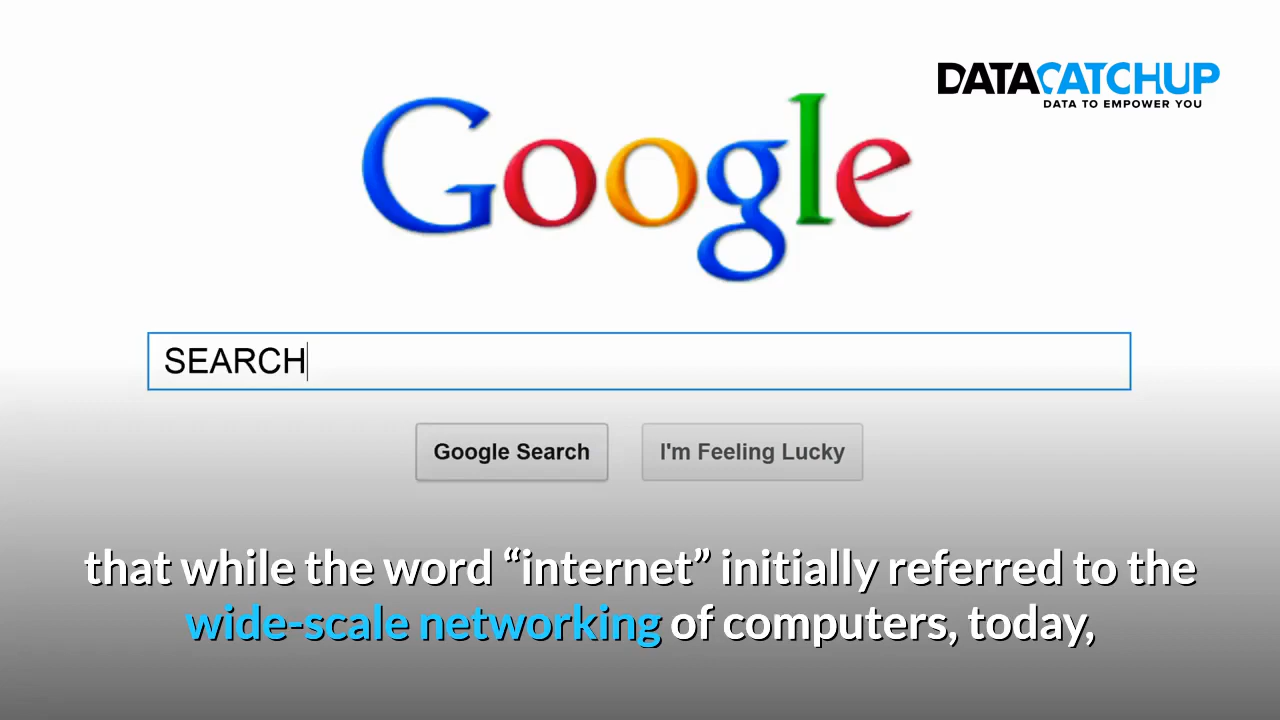 DATACATCHUP
DATA TO EMPOWER YOU
Google
SEARCH
Google Search
I'm Feeling Lucky
that while the word “internet” initially referred to the
wide-scale networking of computers, today,